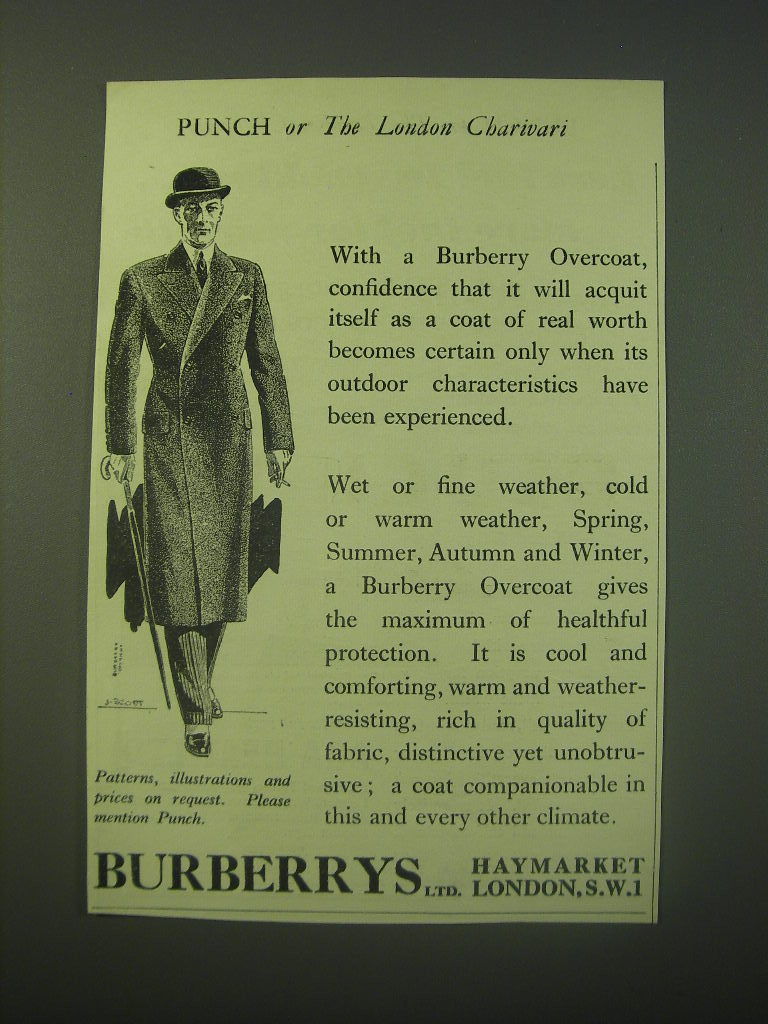 PUNCH or The London Charivari
With a Burberry Overcoat,
confidence that it will acquit
itself as a coat of real worth
becomes certain only when its
outdoor characteristics have
been experienced.
Wet or fine weather, cold
or warm weather, Spring,
Summer, Autumn and Winter,
a Burberry Overcoat gives
the maximum of healthful
protection. It is cool and
comforting, warm and weather-
resisting, rich in quality of
fabric, distinctive yet unobtru-
sive; a coat companionable in
this and every other climate.
Patterns, illustrations and
prices on request. Please
mention Punch.
BURBERRYS LTD.
HAYMARKET
LONDON, S.W.1